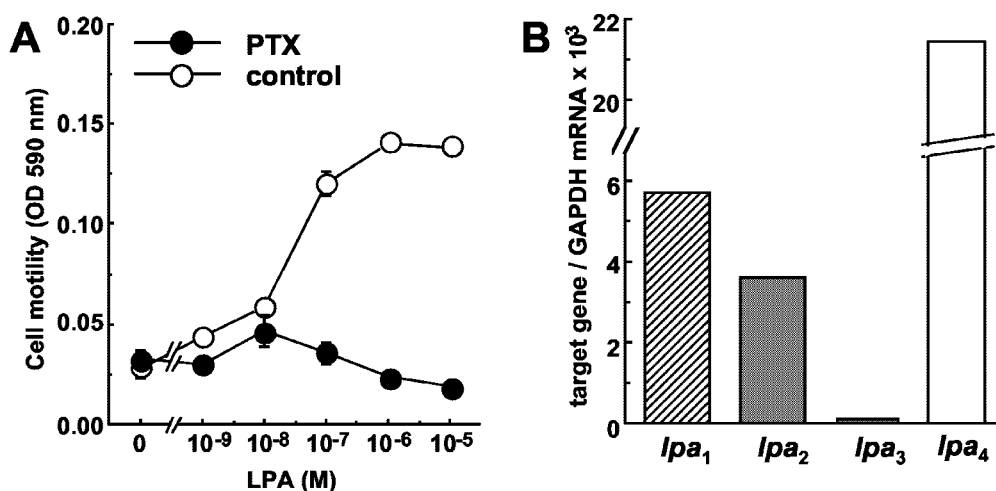 A
PTX
control
0.20
0.15
0.10
0.05
0.00
Cell motility (OD 590 nm)
0 10⁻⁹ 10⁻⁸ 10⁻⁷ 10⁻⁶ 10⁻⁵
LPA (M)
B
22
20
6
4
2
0
target gene / GAPDH mRNA x 10³
lpa₁ lpa₂ lpa₃ lpa₄